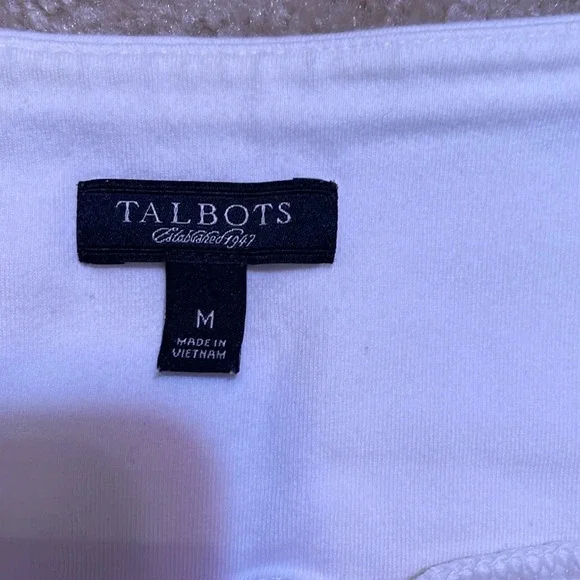 TALBOTS
Established 1947
M
MADE IN
VIETNAM